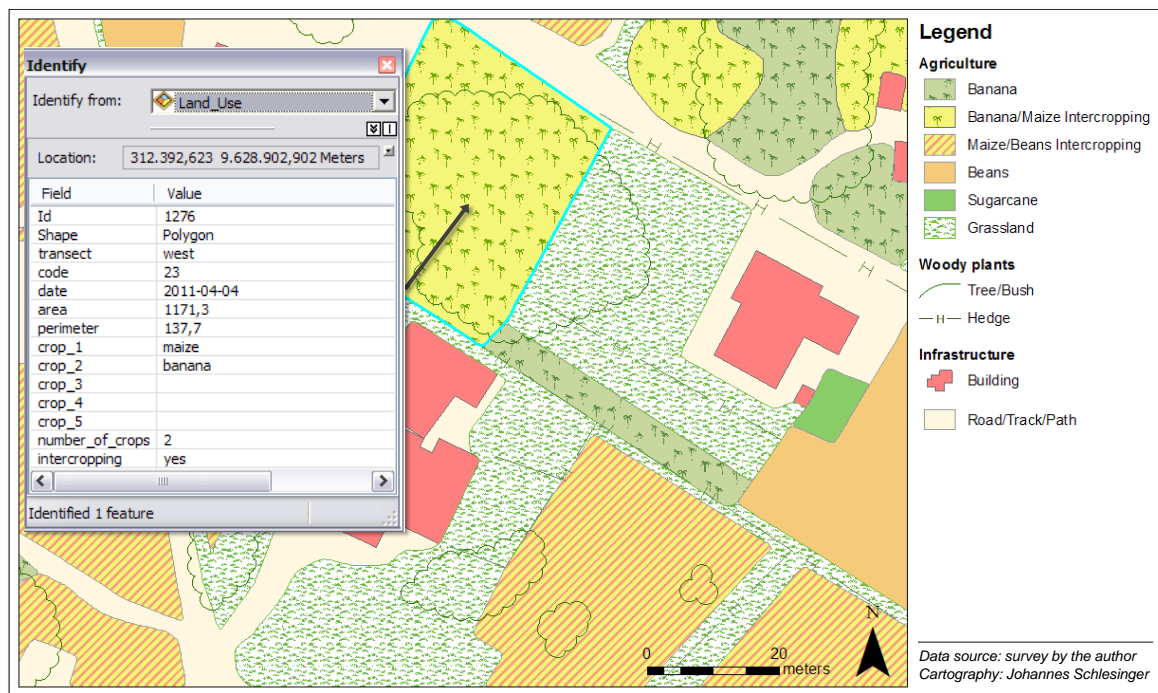 Identify
Identify from: Land_Use
Location: 312.392,623 9.628.902,902 Meters
Field Value
Id 1276
Shape Polygon
transect west
code 23
date 2011-04-04
area 1171,3
perimeter 137,7
crop_1 maize
crop_2 banana
crop_3
crop_4
crop_5
number_of_crops 2
intercropping yes
Identified 1 feature
H
H
H
N
0 20
meters
Legend
Agriculture
Banana
Banana/Maize Intercropping
Maize/Beans Intercropping
Beans
Sugarcane
Grassland
Woody plants
Tree/Bush
H Hedge
Infrastructure
Building
Road/Track/Path
Data source: survey by the author
Cartography: Johannes Schlesinger